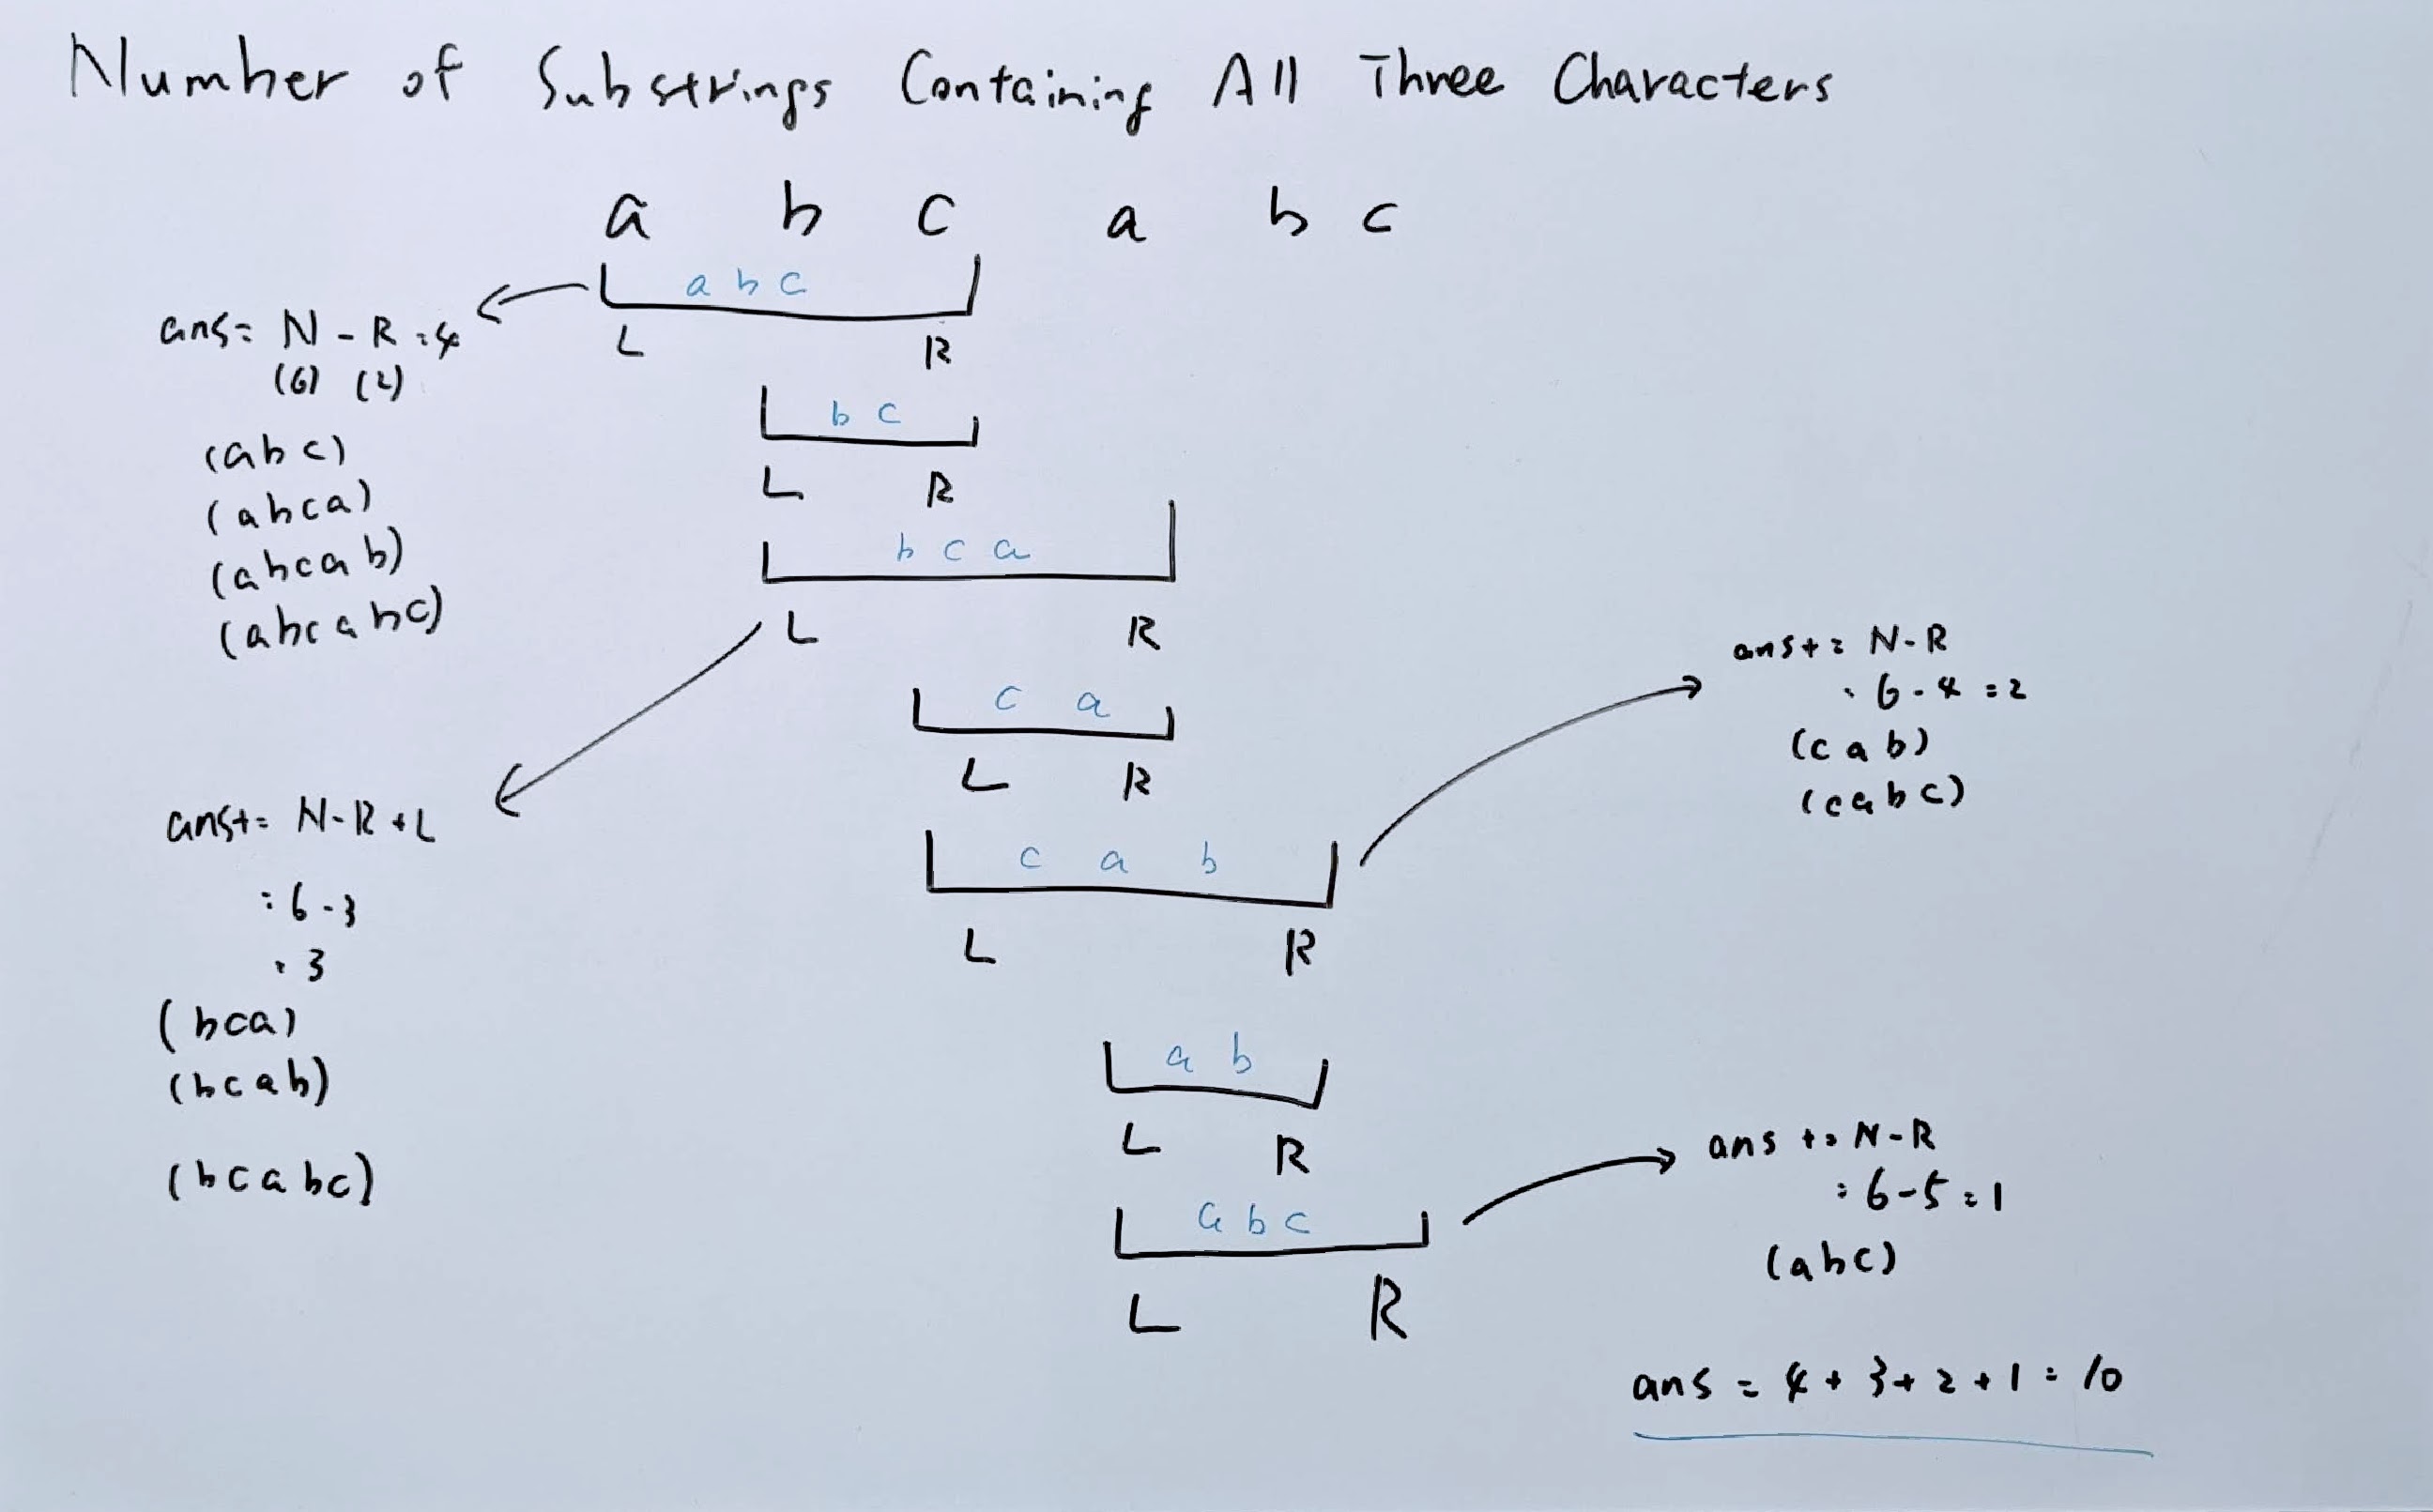 Number of Substrings Containing All Three Characters
a b c a b c
a b c
ans = N - R = 4
(6) (2)
L R
(abc)
(abca)
(abcab)
(abcabc)
b c
L R
b c a
L R
ans += N - R + L
= 6 - 3
= 3
(bca)
(bcab)
(bcabc)
c a
L R
c a b
L R
ans += N - R
= 6 - 4 = 2
(cab)
(cabc)
a b
L R
a b c
L R
ans += N - R
= 6 - 5 = 1
(abc)
ans = 4 + 3 + 2 + 1 = 10